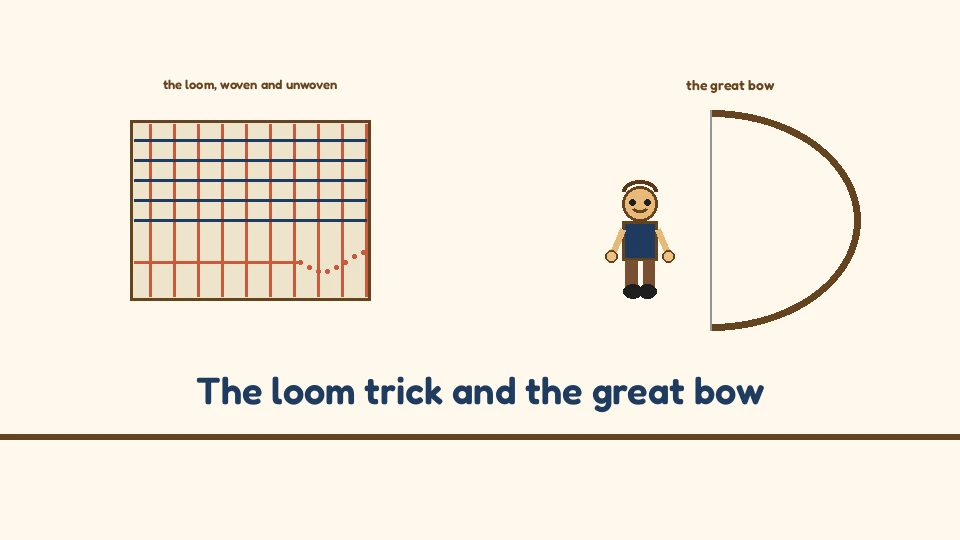 the loom, woven and unwoven
the great bow
The loom trick and the great bow